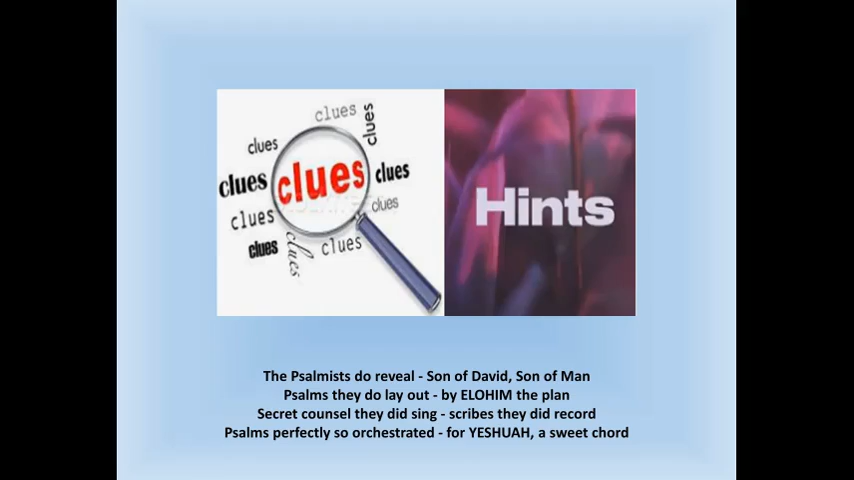 clues
clues
clues
clues
clues
clues
clues
clues
clues
clues
clues
Hints
The Psalmists do reveal - Son of David, Son of Man
Psalms they do lay out - by ELOHIM the plan
Secret counsel they did sing - scribes they did record
Psalms perfectly so orchestrated - for YESHUAH, a sweet chord